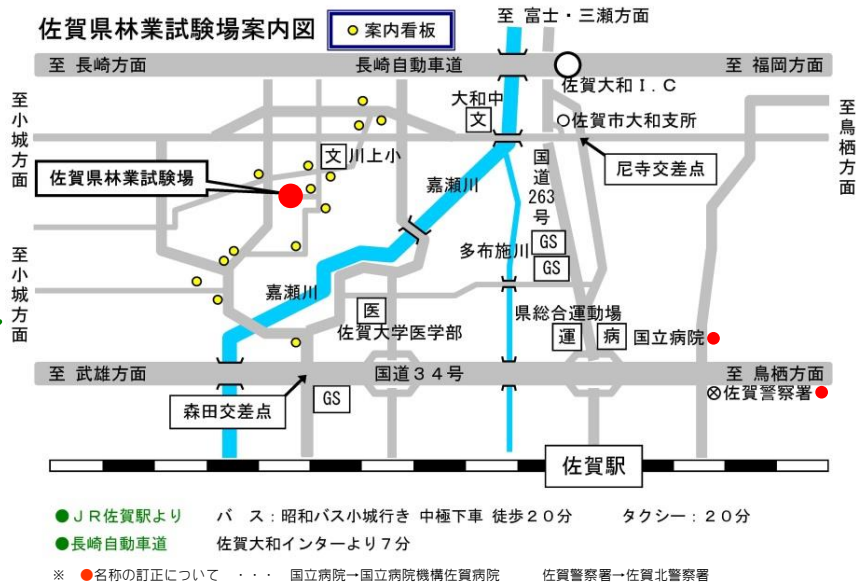 至 富士・三瀬方面
佐賀県林業試験場案内図
案内看板
至 長崎方面
長崎自動車道
至 福岡方面
佐賀大和Ｉ.Ｃ
至小城方面
大和中
文
佐賀市大和支所
至鳥栖方面
文 川上小
尼寺交差点
佐賀県林業試験場
嘉瀬川
国道263号
至小城方面
多布施川
GS
GS
嘉瀬川
医
佐賀大学医学部
県総合運動場
運
病
国立病院
至 武雄方面
国道３４号
至 鳥栖方面
GS
佐賀警察署
森田交差点
佐賀駅
●ＪＲ佐賀駅より バ ス：昭和バス小城行き 中極下車 徒歩２０分 タクシー：２０分
●長崎自動車道 佐賀大和インターより７分
※ ●名称の訂正について ・・・ 国立病院→国立病院機構佐賀病院 佐賀警察署→佐賀北警察署